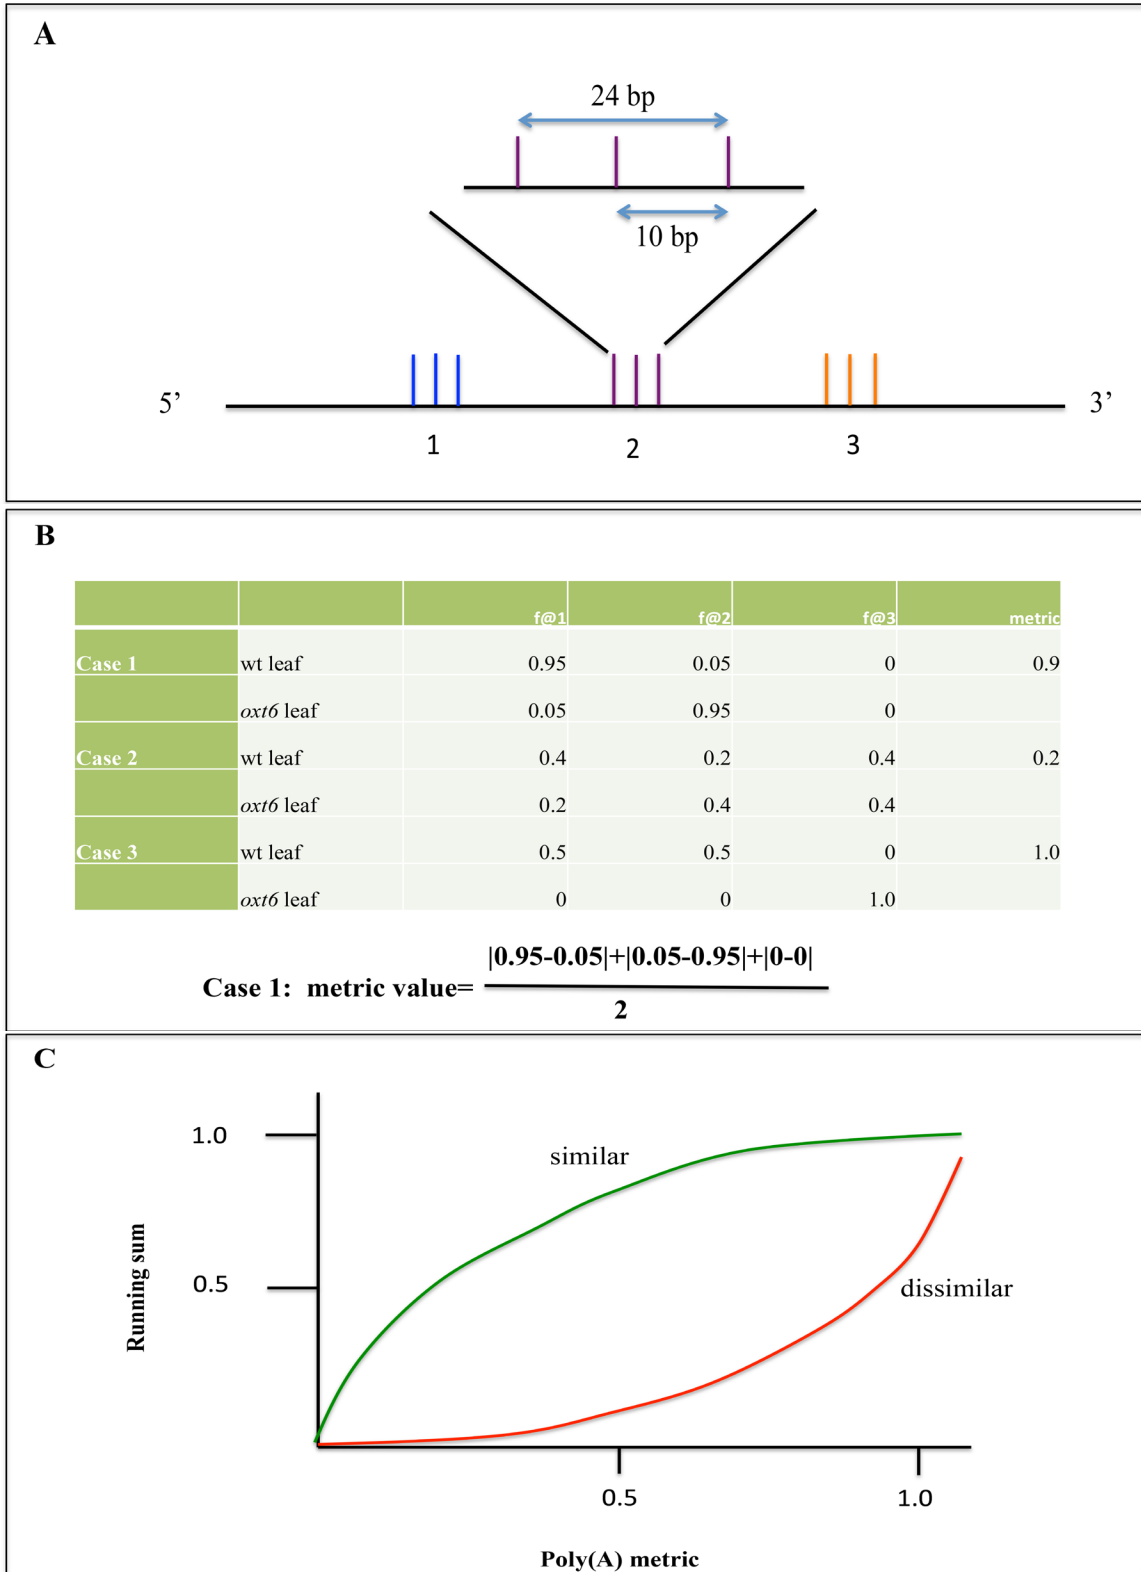 A
24 bp
10 bp
5’ 3’
1 2 3
B
f@1 f@2 f@3 metric
Case 1 wt leaf 0.95 0.05 0 0.9
oxt6 leaf 0.05 0.95 0
Case 2 wt leaf 0.4 0.2 0.4 0.2
oxt6 leaf 0.2 0.4 0.4
Case 3 wt leaf 0.5 0.5 0 1.0
oxt6 leaf 0 0 1.0
|0.95-0.05|+|0.05-0.95|+|0-0|
Case 1: metric value=
2
C
1.0
similar
Running sum
0.5
dissimilar
0.5 1.0
Poly(A) metric